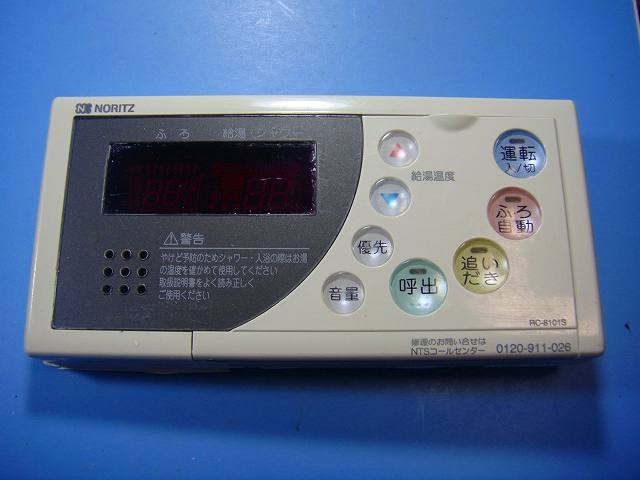 NORITZ
ふろ 給湯/シャワー
給湯温度
運転
入/切
ふろ
自動
優先
追い
だき
呼出
音量
⚠警告
やけど予防のためシャワー・入浴の際はお湯
の温度を確かめて使用してください
取扱説明書をよく読み正しく
ご使用ください
RC-8101S
修理のお問い合せは
NTSコールセンター 0120-911-026